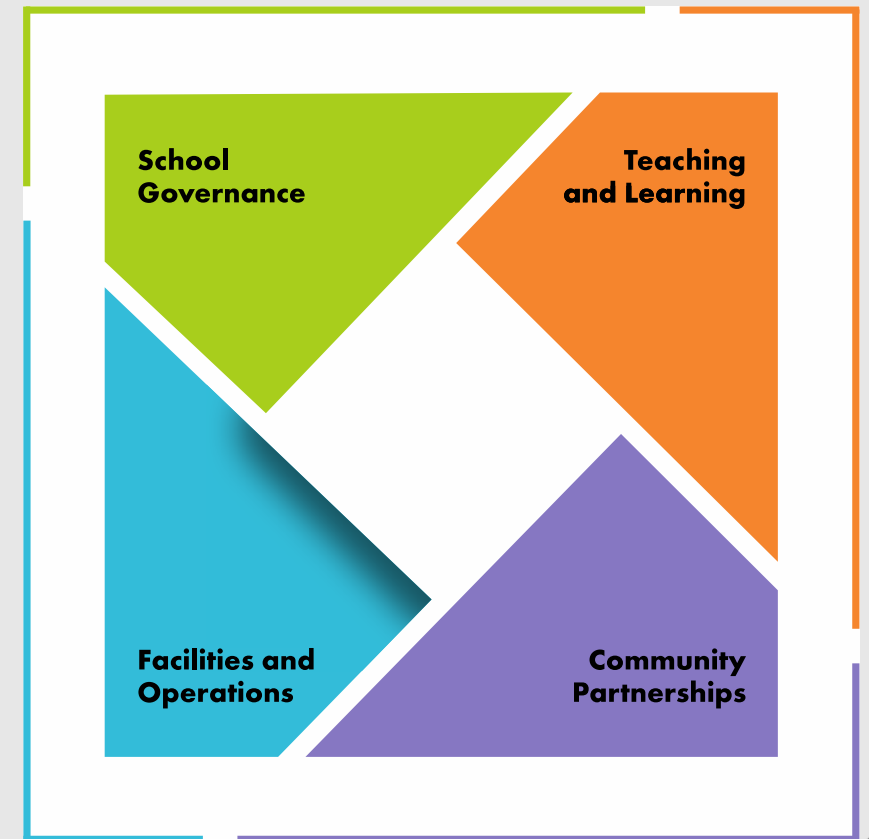 School
Governance
Teaching
and Learning
Facilities and
Operations
Community
Partnerships